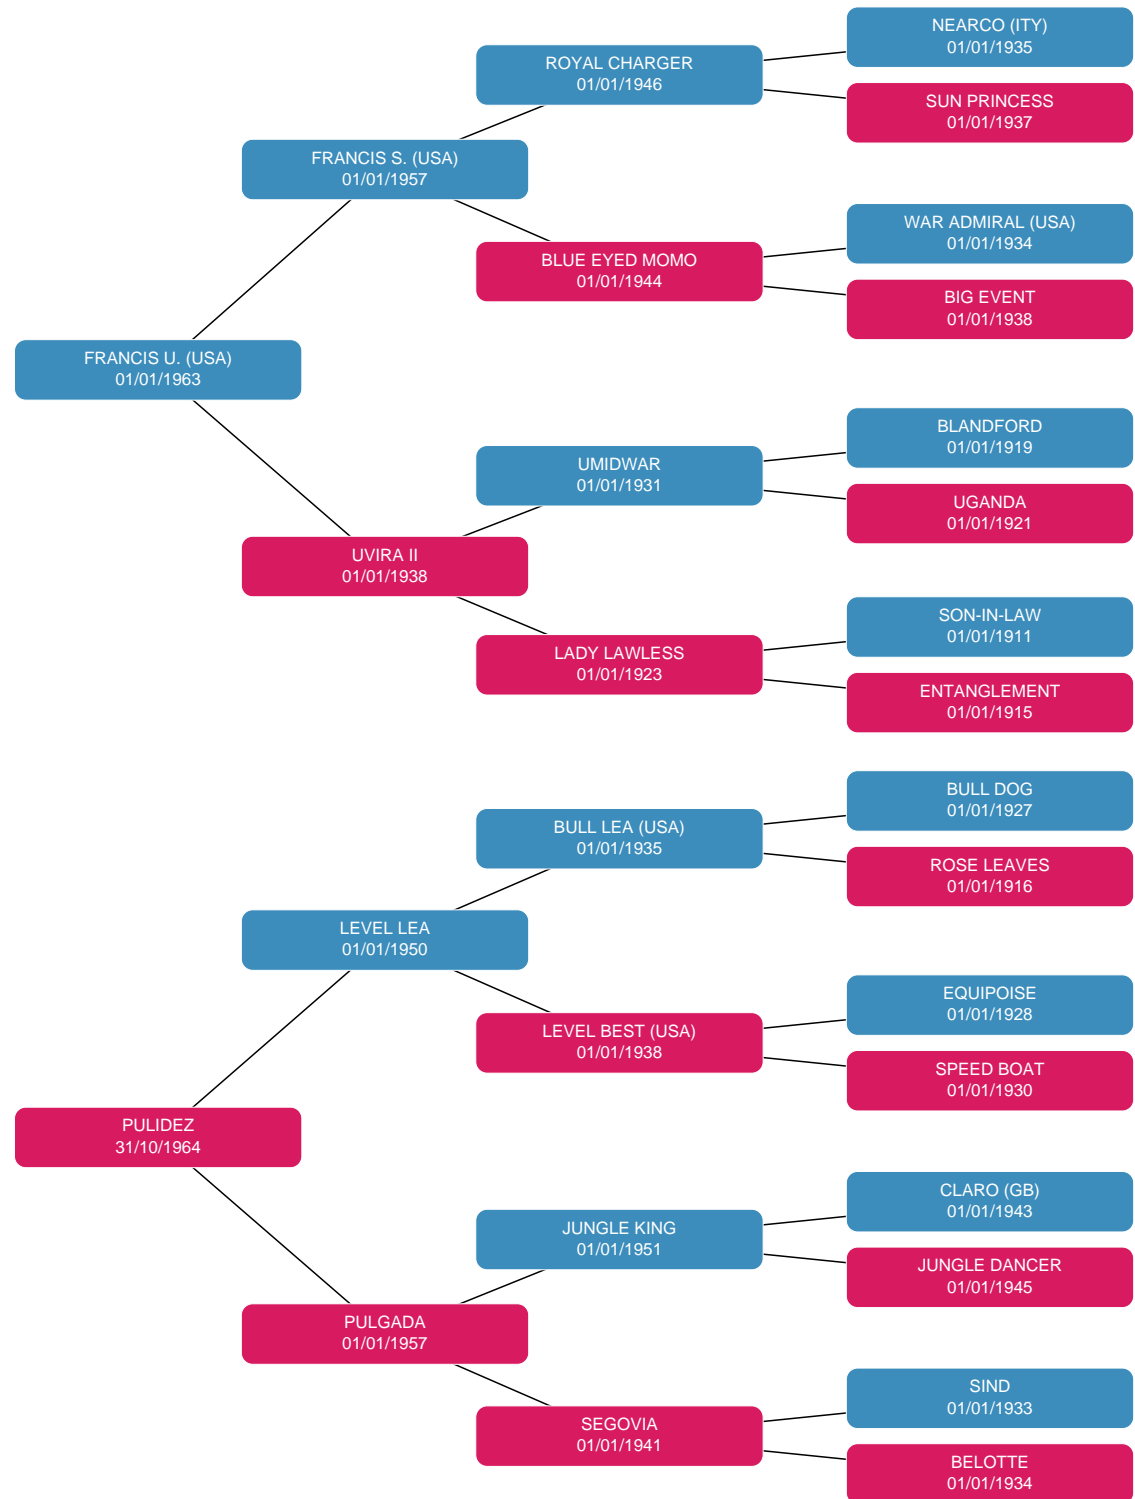 NEARCO (ITY)
01/01/1935
ROYAL CHARGER
01/01/1946
SUN PRINCESS
01/01/1937
FRANCIS S. (USA)
01/01/1957
WAR ADMIRAL (USA)
01/01/1934
BLUE EYED MOMO
01/01/1944
BIG EVENT
01/01/1938
FRANCIS U. (USA)
01/01/1963
BLANDFORD
01/01/1919
UMIDWAR
01/01/1931
UGANDA
01/01/1921
UVIRA II
01/01/1938
SON-IN-LAW
01/01/1911
LADY LAWLESS
01/01/1923
ENTANGLEMENT
01/01/1915
BULL DOG
01/01/1927
BULL LEA (USA)
01/01/1935
ROSE LEAVES
01/01/1916
LEVEL LEA
01/01/1950
EQUIPOISE
01/01/1928
LEVEL BEST (USA)
01/01/1938
SPEED BOAT
01/01/1930
PULIDEZ
31/10/1964
CLARO (GB)
01/01/1943
JUNGLE KING
01/01/1951
JUNGLE DANCER
01/01/1945
PULGADA
01/01/1957
SIND
01/01/1933
SEGOVIA
01/01/1941
BELOTTE
01/01/1934